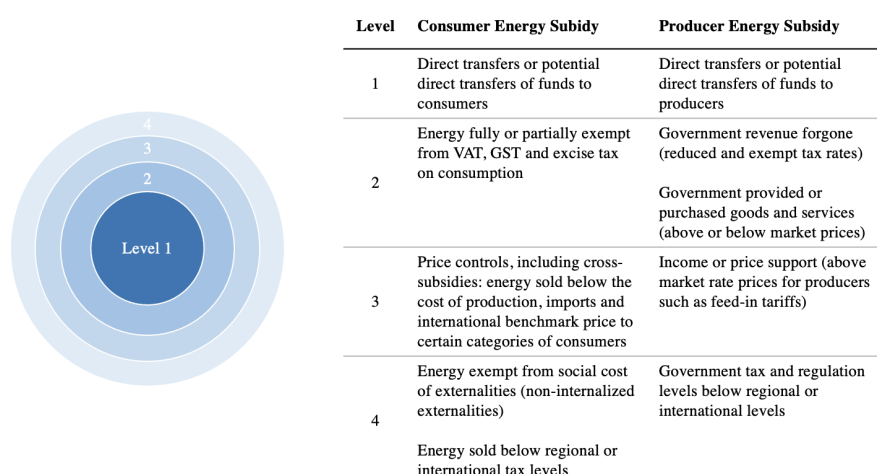 4
3
2
Level 1
Level Consumer Energy Subidy Producer Energy Subsidy
1
Direct transfers or potential
direct transfers of funds to
consumers
Direct transfers or potential
direct transfers of funds to
producers
2
Energy fully or partially exempt
from VAT, GST and excise tax
on consumption
Government revenue forgone
(reduced and exempt tax rates)
Government provided or
purchased goods and services
(above or below market prices)
3
Price controls, including cross-
subsidies: energy sold below the
cost of production, imports and
international benchmark price to
certain categories of consumers
Income or price support (above
market rate prices for producers
such as feed-in tariffs)
4
Energy exempt from social cost
of externalities (non-internalized
externalities)
Energy sold below regional or
international tax levels
Government tax and regulation
levels below regional or
international levels